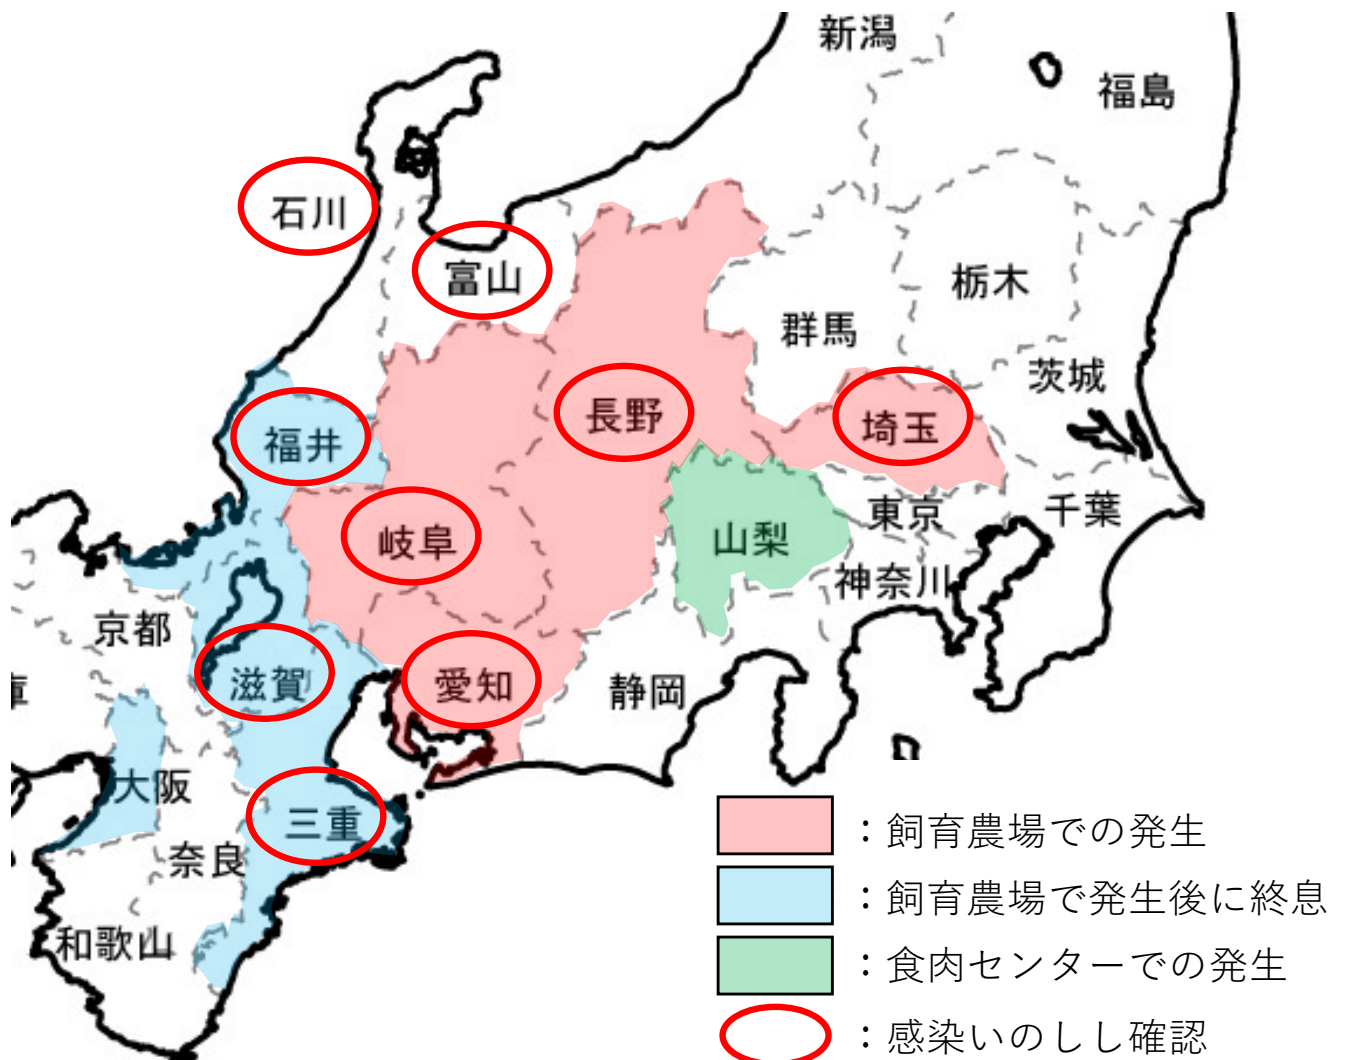 新潟
福島
石川
富山
栃木
群馬
茨城
長野
埼玉
福井
岐阜
山梨
東京
千葉
神奈川
京都
滋賀
愛知
静岡
大阪
三重
奈良
和歌山
：飼育農場での発生
：飼育農場で発生後に終息
：食肉センターでの発生
：感染いのしし確認